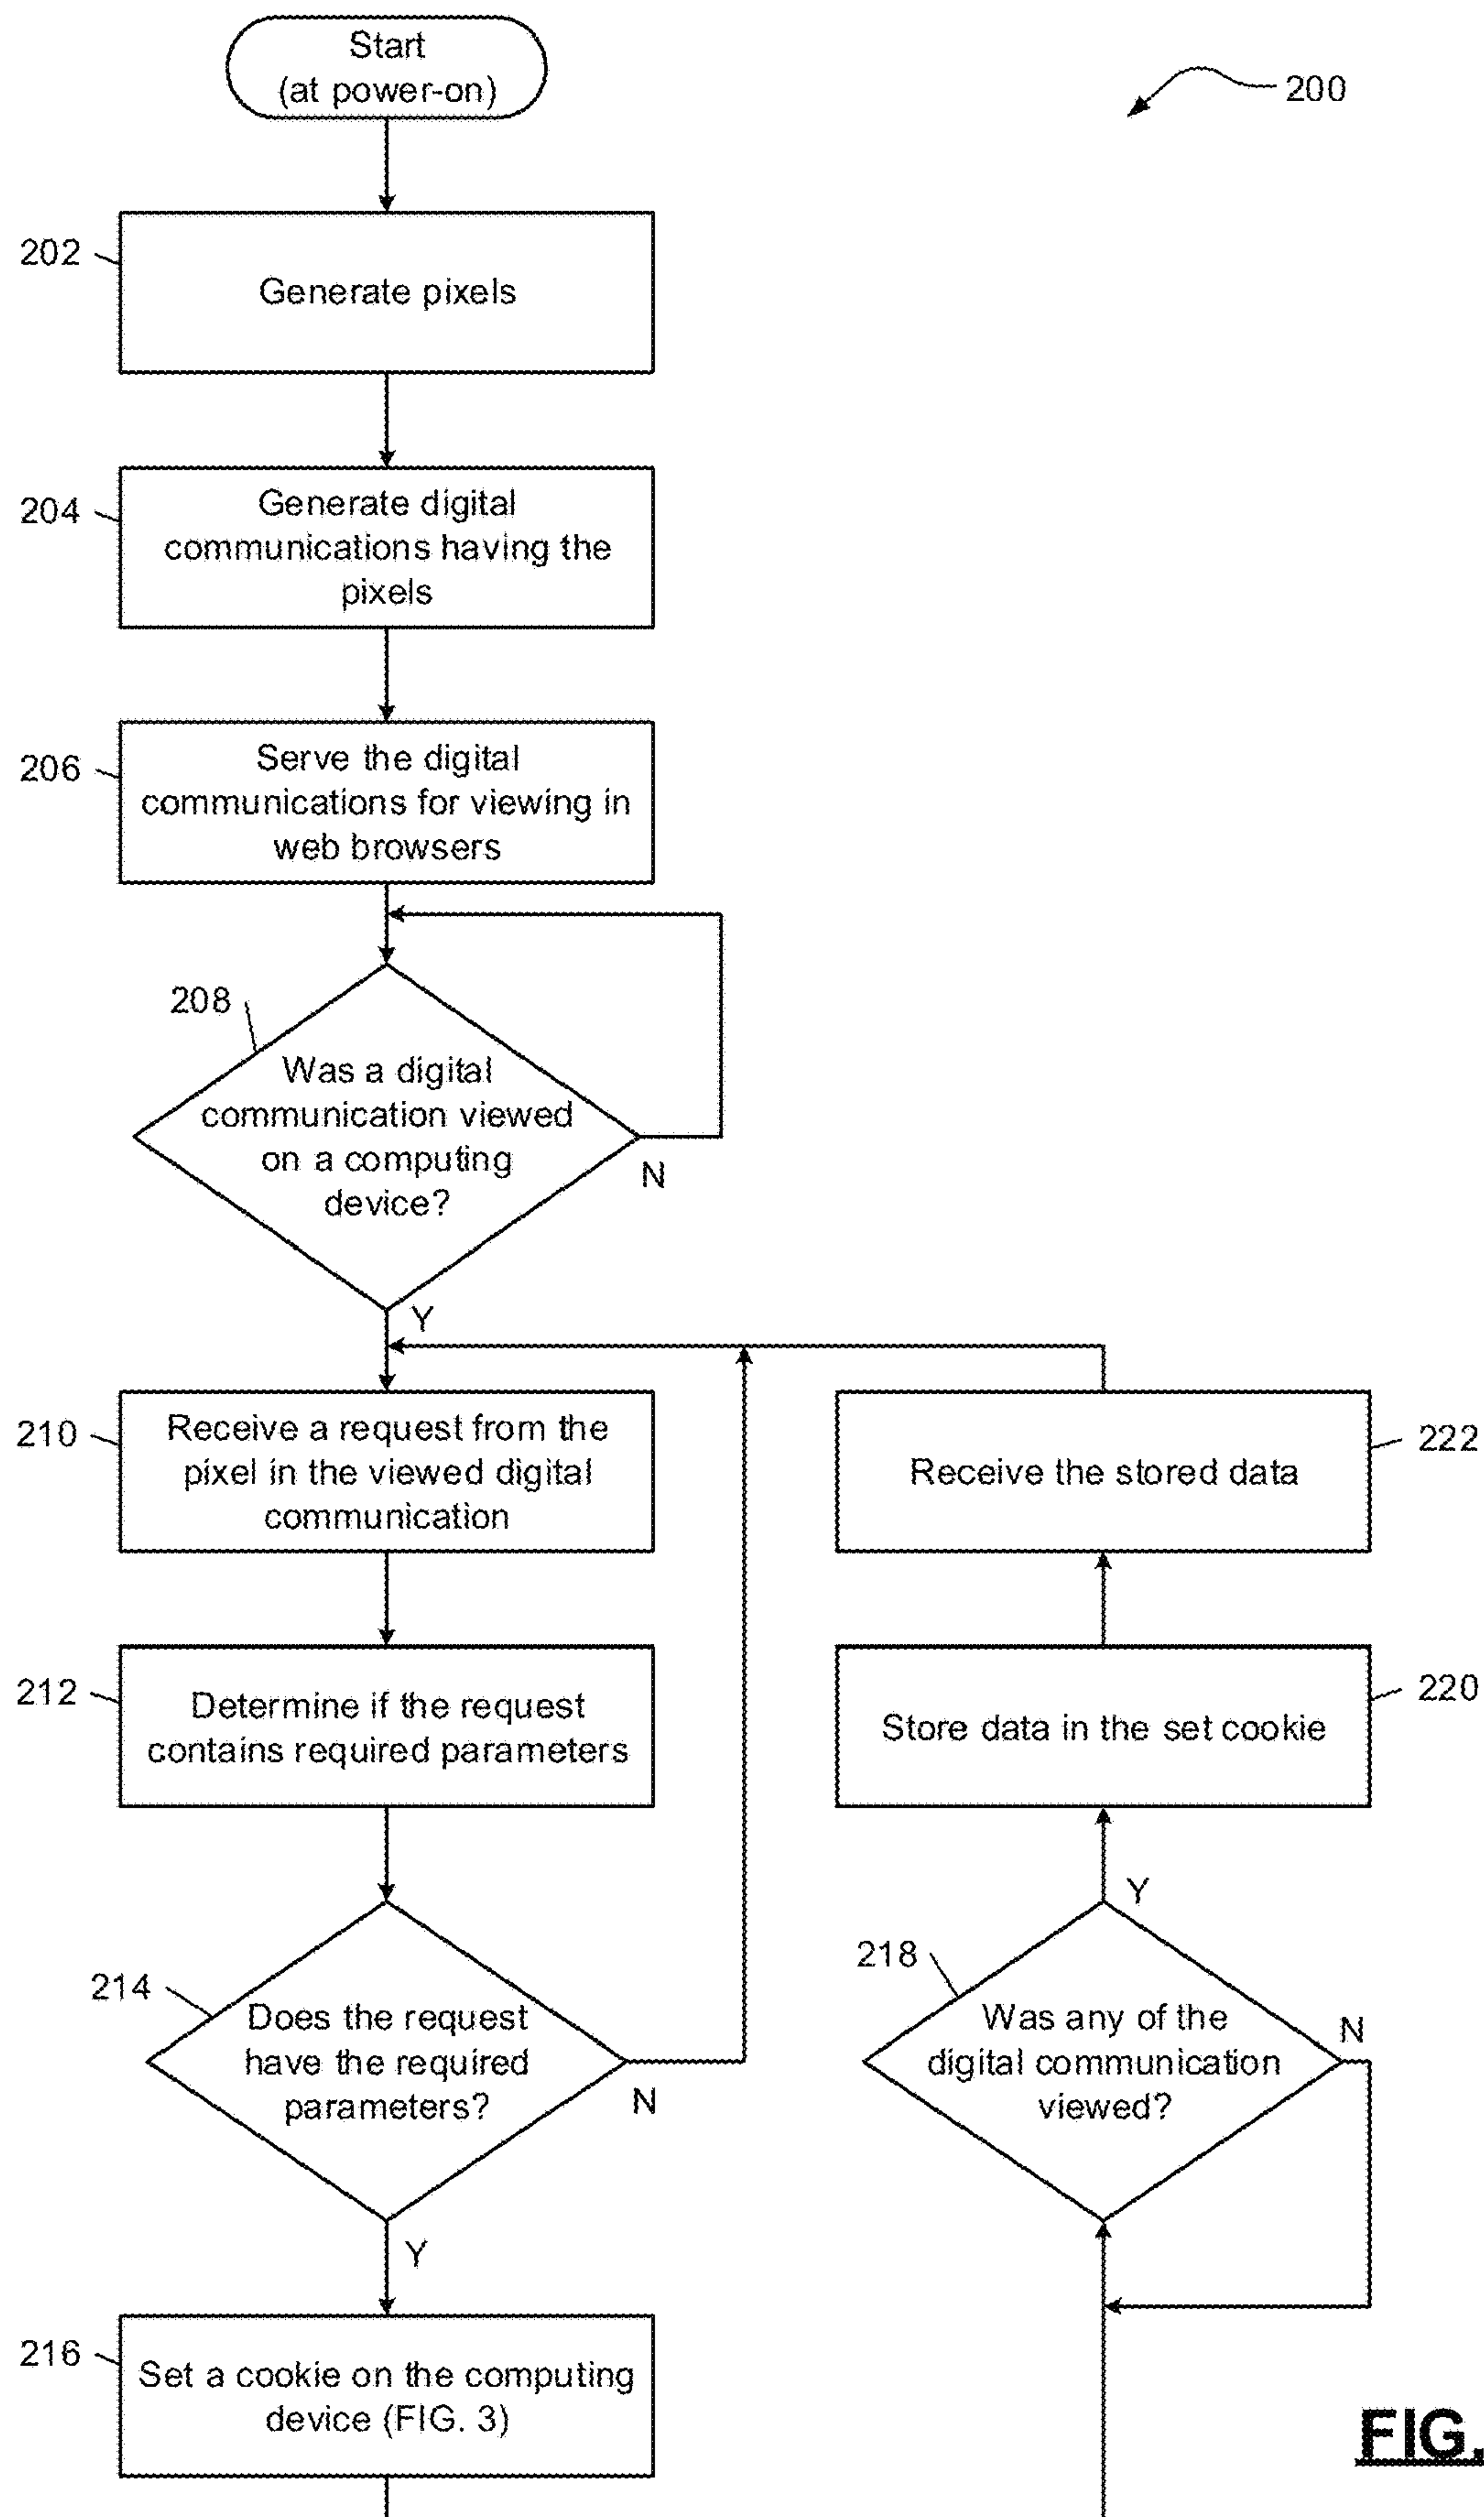 Start
(at power-on)
200
202
Generate pixels
204
Generate digital
communications having the
pixels
206
Serve the digital
communications for viewing in
web browsers
208
Was a digital
communication viewed
on a computing
device?
N
Y
210
Receive a request from the
pixel in the viewed digital
communication
222
Receive the stored data
212
Determine if the request
contains required parameters
220
Store data in the set cookie
Y
214
Does the request
have the required
parameters?
N
218
Was any of the
digital communication
viewed?
N
Y
216
Set a cookie on the computing
device (FIG. 3)
FIG.